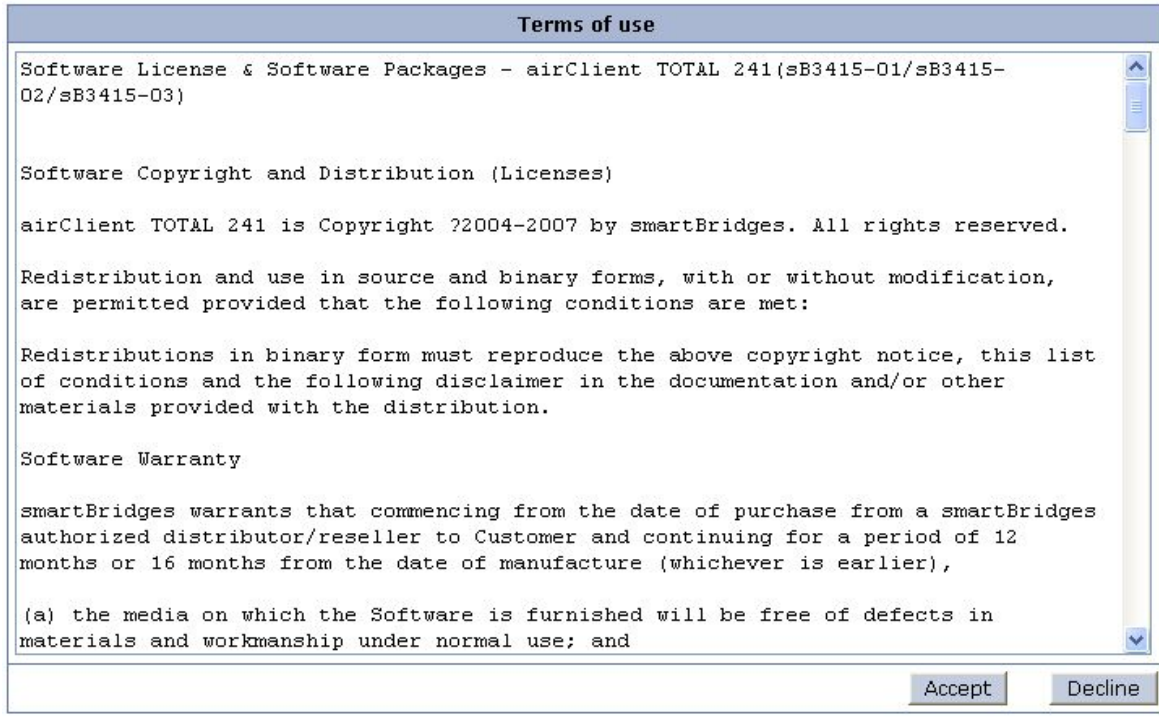 Terms of use
Software License & Software Packages - airClient TOTAL 241(sB3415-01/sB3415-
02/sB3415-03)
Software Copyright and Distribution (Licenses)
airClient TOTAL 241 is Copyright ?2004-2007 by smartBridges. All rights reserved.
Redistribution and use in source and binary forms, with or without modification,
are permitted provided that the following conditions are met:
Redistributions in binary form must reproduce the above copyright notice, this list
of conditions and the following disclaimer in the documentation and/or other
materials provided with the distribution.
Software Warranty
smartBridges warrants that commencing from the date of purchase from a smartBridges
authorized distributor/reseller to Customer and continuing for a period of 12
months or 16 months from the date of manufacture (whichever is earlier),
(a) the media on which the Software is furnished will be free of defects in
materials and workmanship under normal use; and
Accept Decline